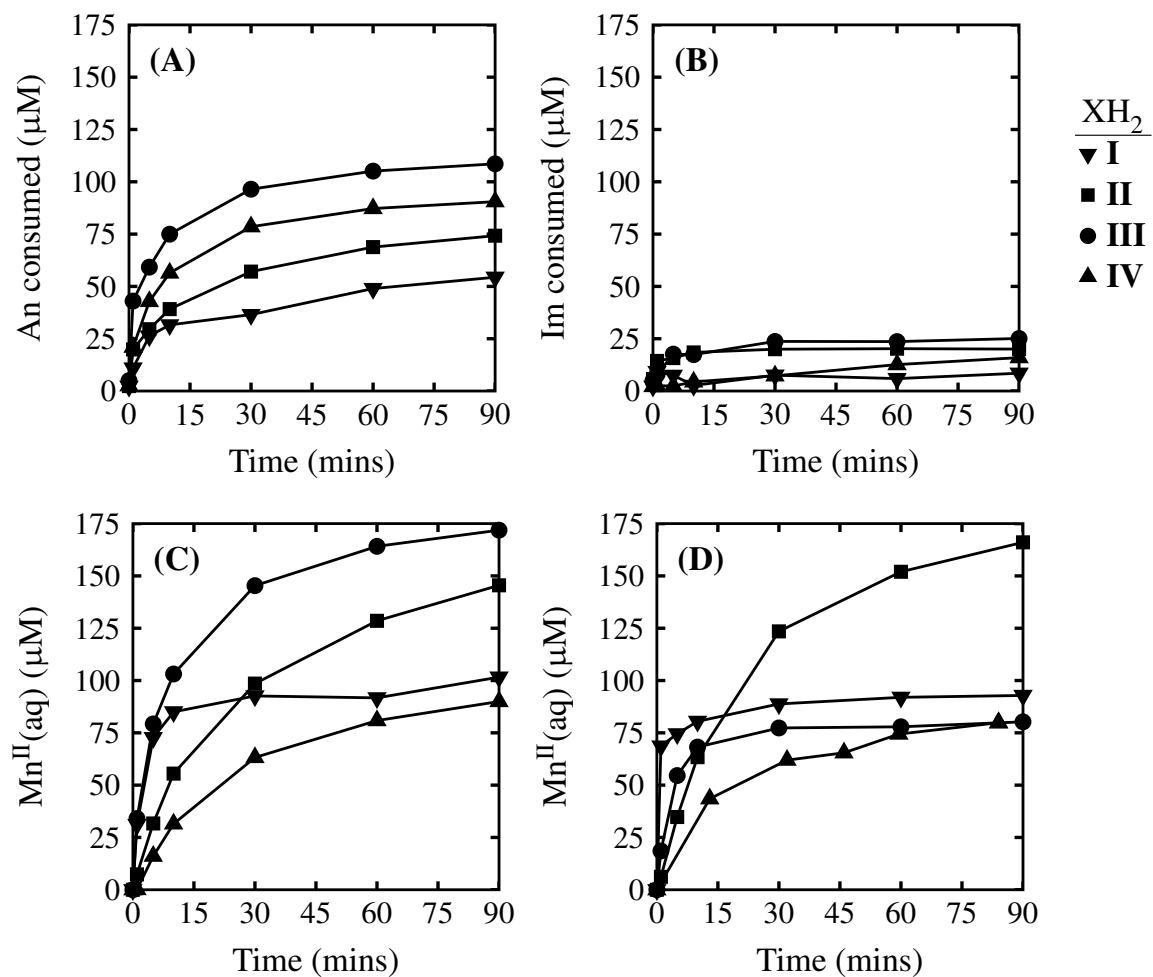 175
150
125
100
75
50
25
0
(A)
An consumed (μM)
0 15 30 45 60 75 90
Time (mins)
175
150
125
100
75
50
25
0
(B)
Im consumed (μM)
0 15 30 45 60 75 90
Time (mins)
XH₂
I
II
III
IV
175
150
125
100
75
50
25
0
(C)
Mnᴵᴵ(aq) (μM)
0 15 30 45 60 75 90
Time (mins)
175
150
125
100
75
50
25
0
(D)
Mnᴵᴵ(aq) (μM)
0 15 30 45 60 75 90
Time (mins)